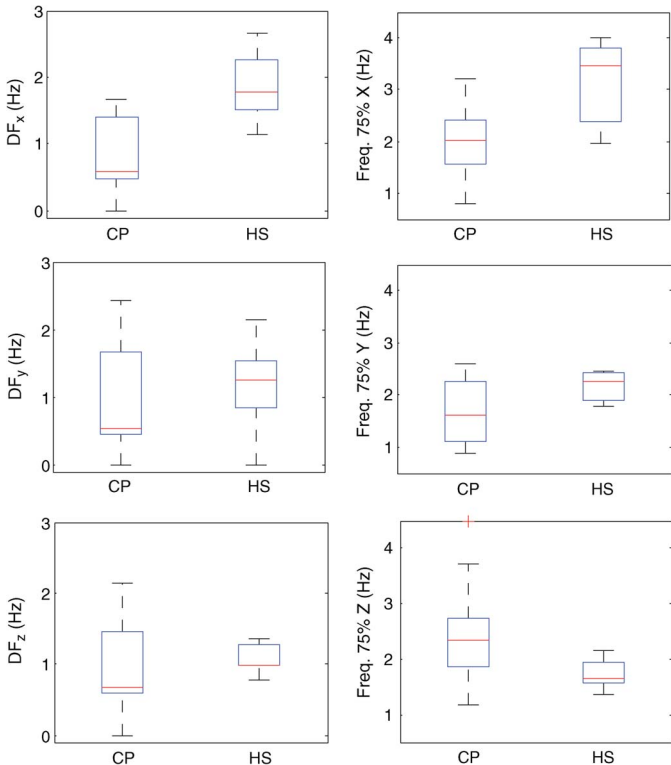 3
2
1
0
DFx (Hz)
CP
HS
4
3
2
1
Freq. 75% X (Hz)
CP
HS
3
2
1
0
DFy (Hz)
CP
HS
4
3
2
1
Freq. 75% Y (Hz)
CP
HS
3
2
1
0
DFz (Hz)
CP
HS
4
3
2
1
Freq. 75% Z (Hz)
CP
HS